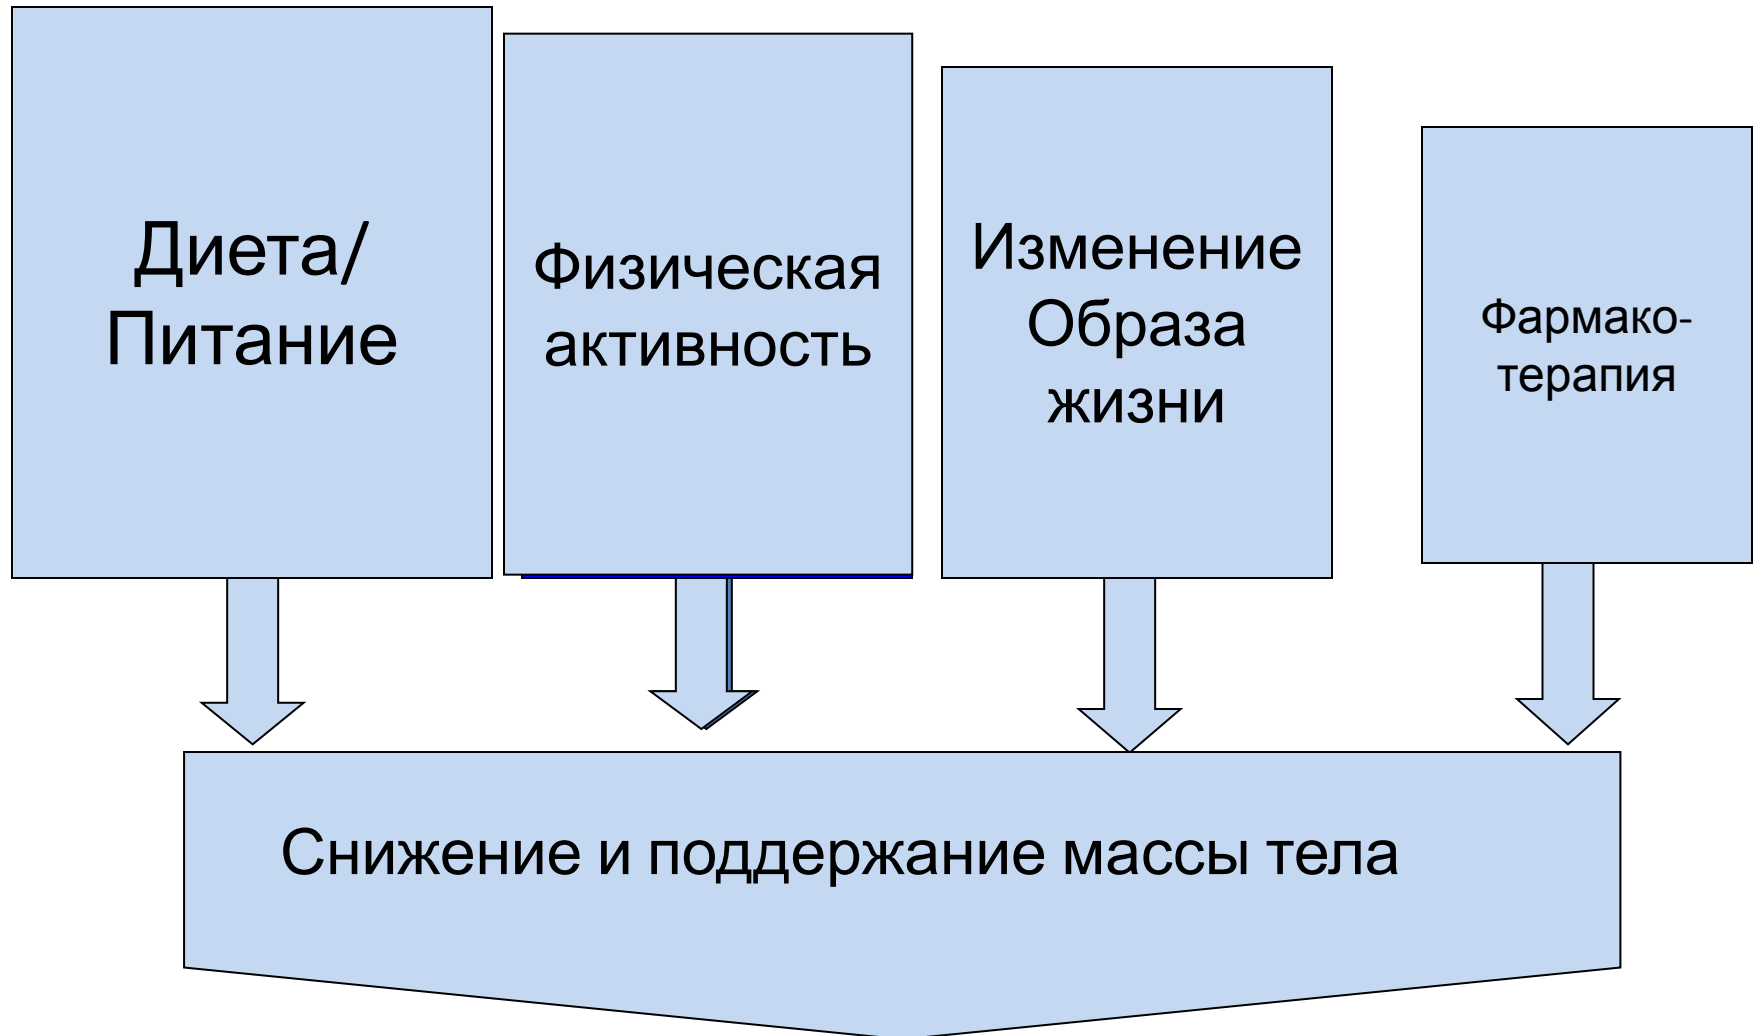 Диета/
Питание
Физическая
активность
Изменение
Образа
жизни
Фармако-
терапия
Снижение и поддержание массы тела